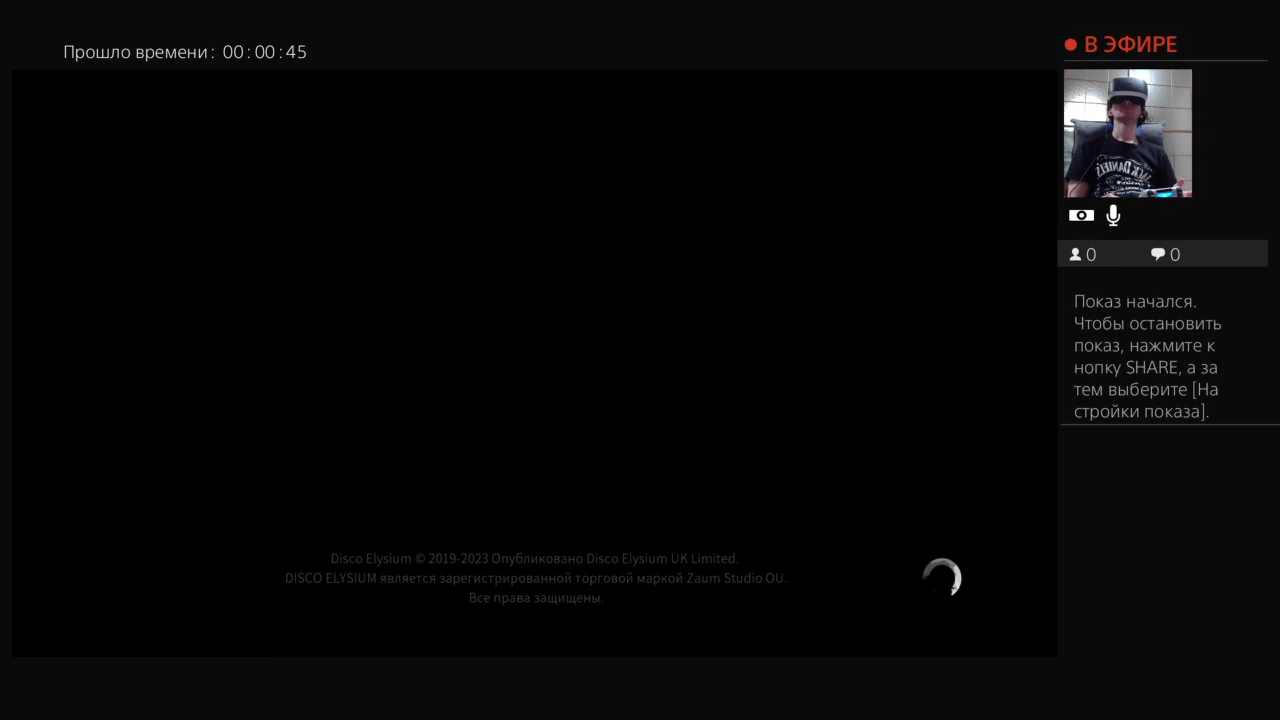 Прошло времени: 00:00:45
В ЭФИРЕ
JACK DANIEL'S
0 0
Показ начался.
Чтобы остановить
показ, нажмите к
нопку SHARE, а за
тем выберите [На
стройки показа].
Disco Elysium © 2019-2023 Опубликовано Disco Elysium UK Limited.
DISCO ELYSIUM является зарегистрированной торговой маркой Zaum Studio OU.
Все права защищены.